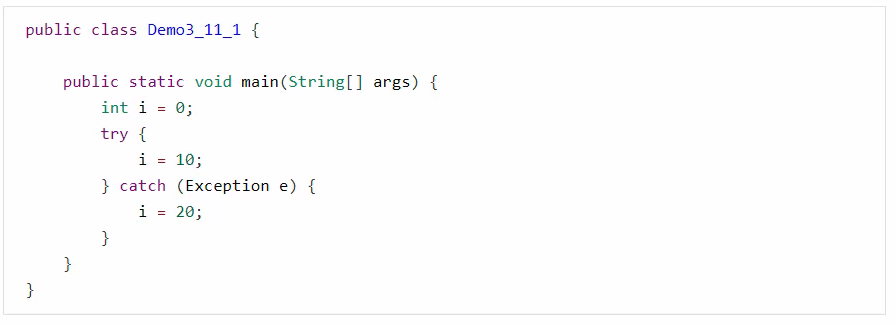 public class Demo3_11_1 {
public static void main(String[] args) {
int i = 0;
try {
i = 10;
} catch (Exception e) {
i = 20;
}
}
}